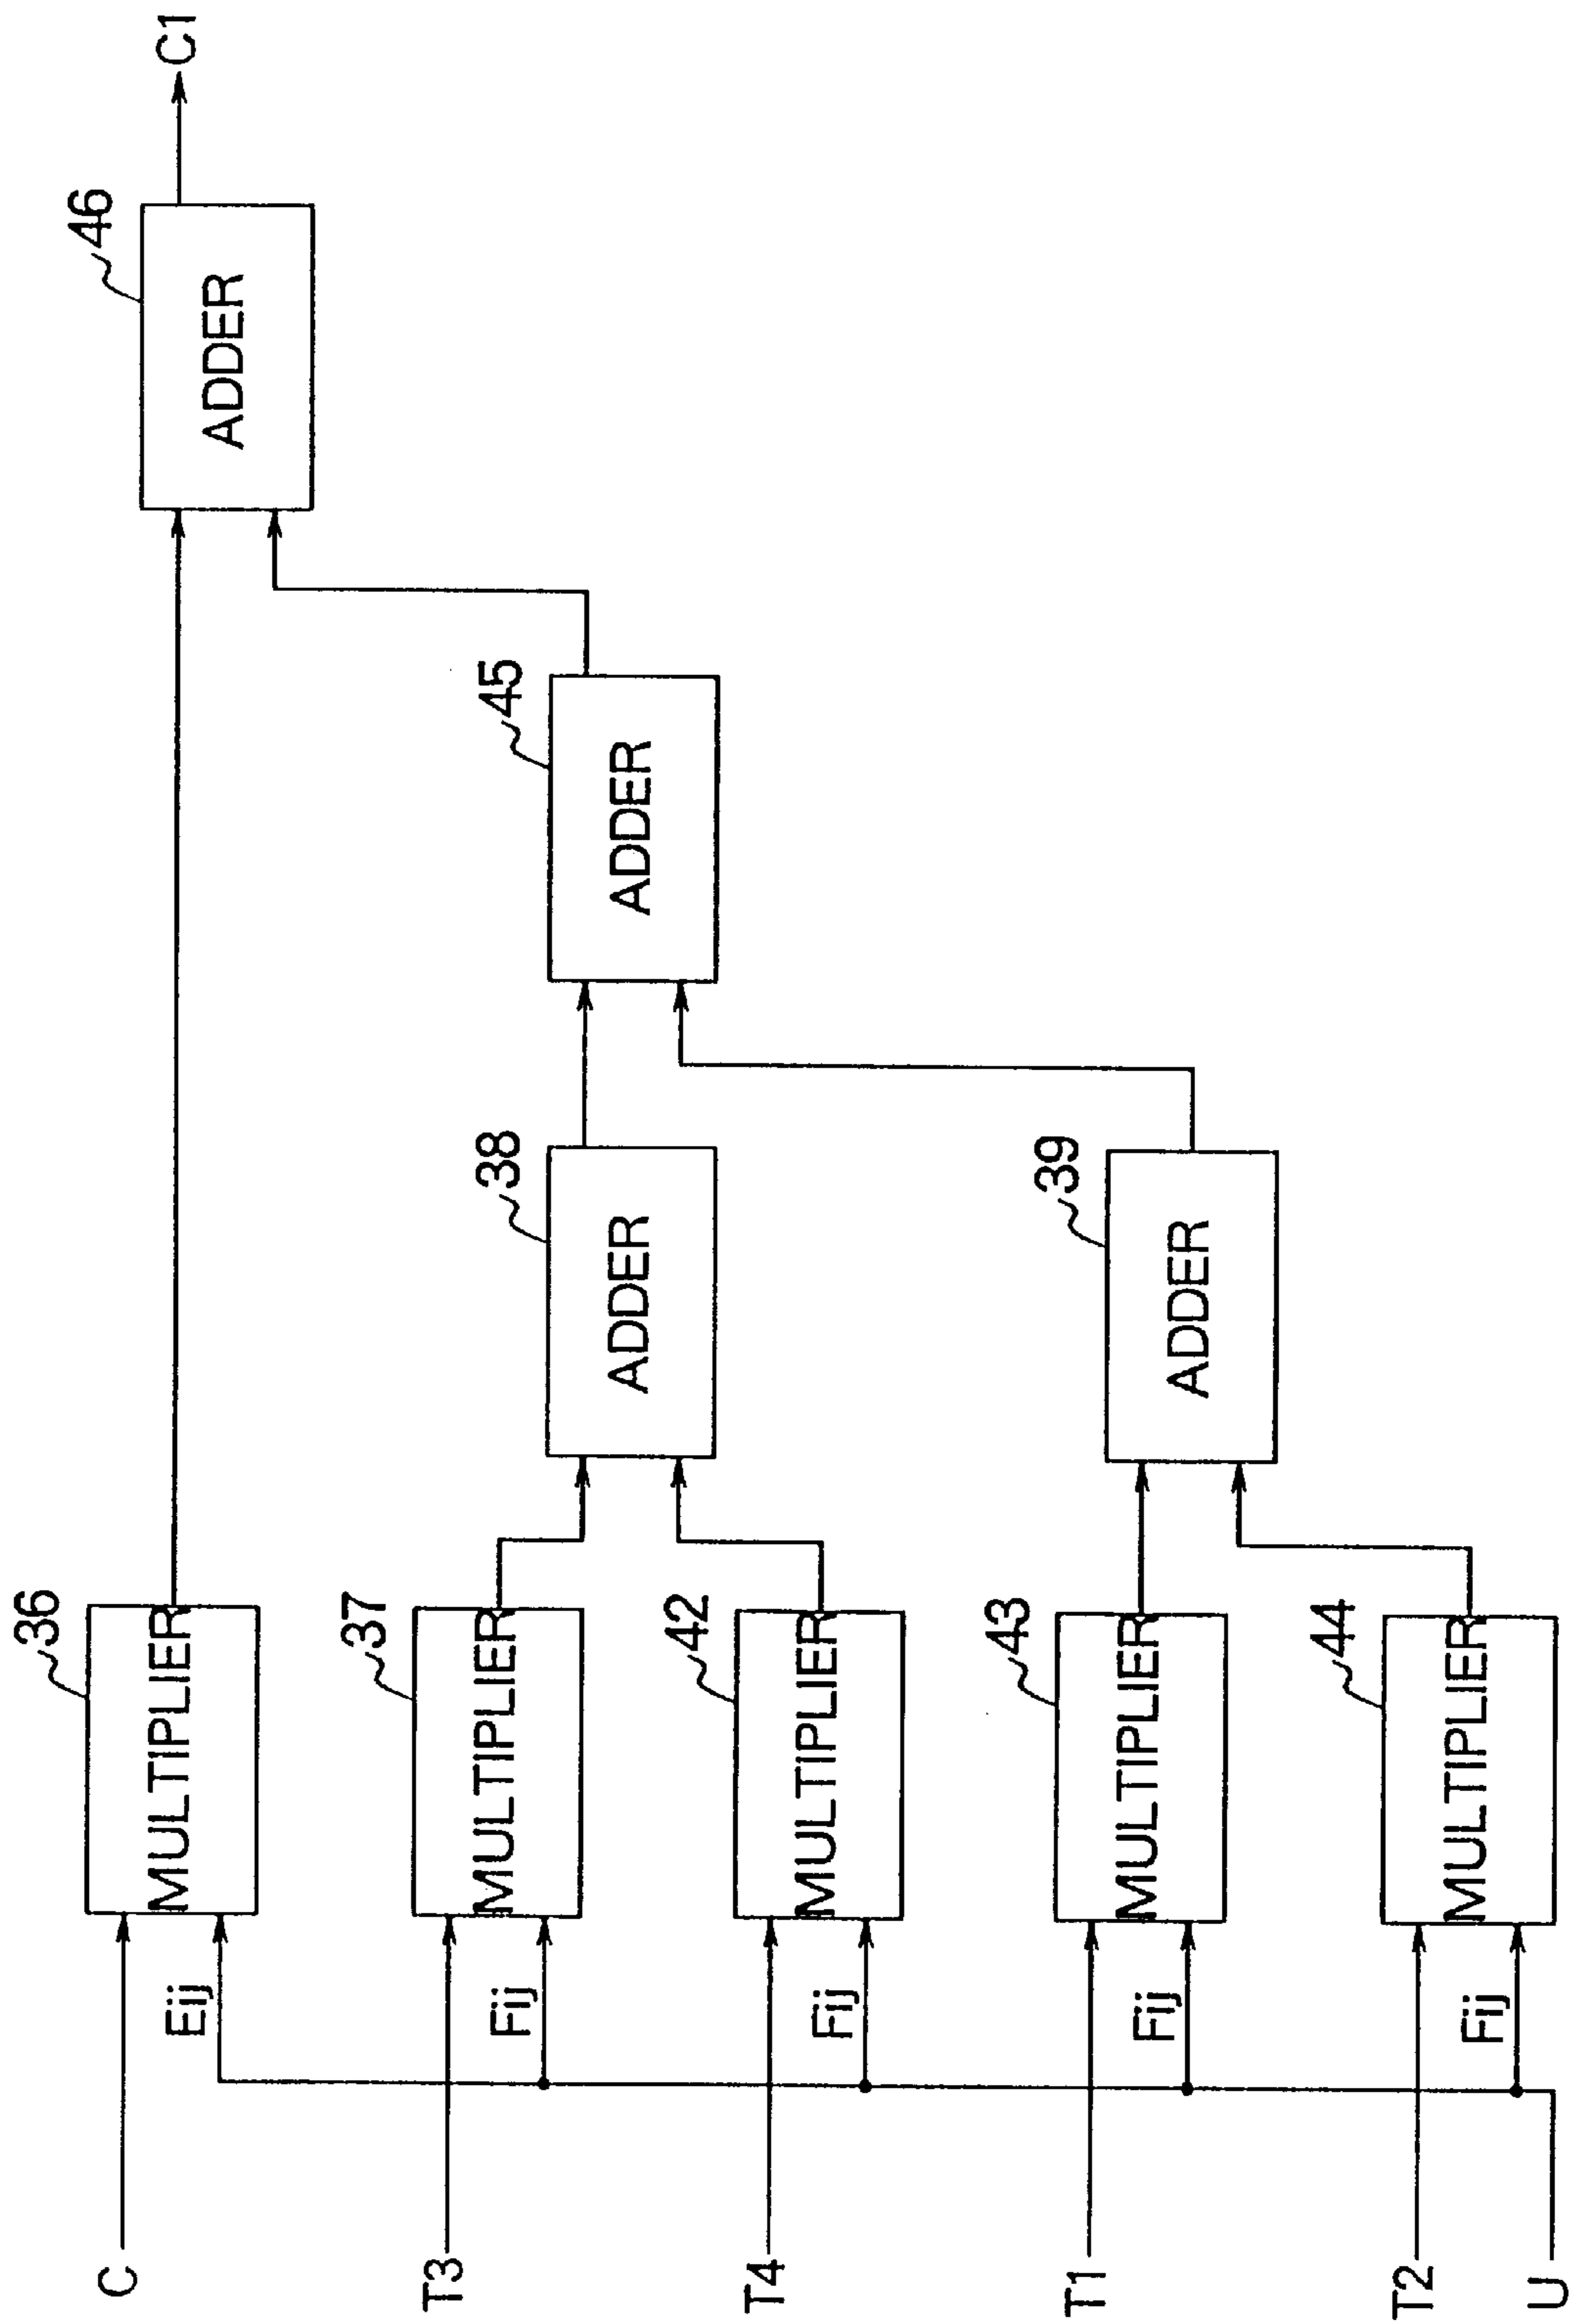 C
Eij
36
MULTIPLIER
46
ADDER
C1
T3
Fij
37
MULTIPLIER
38
ADDER
45
ADDER
T4
Fij
42
MULTIPLIER
T1
Fij
43
MULTIPLIER
39
ADDER
T2
Fij
44
MULTIPLIER
U